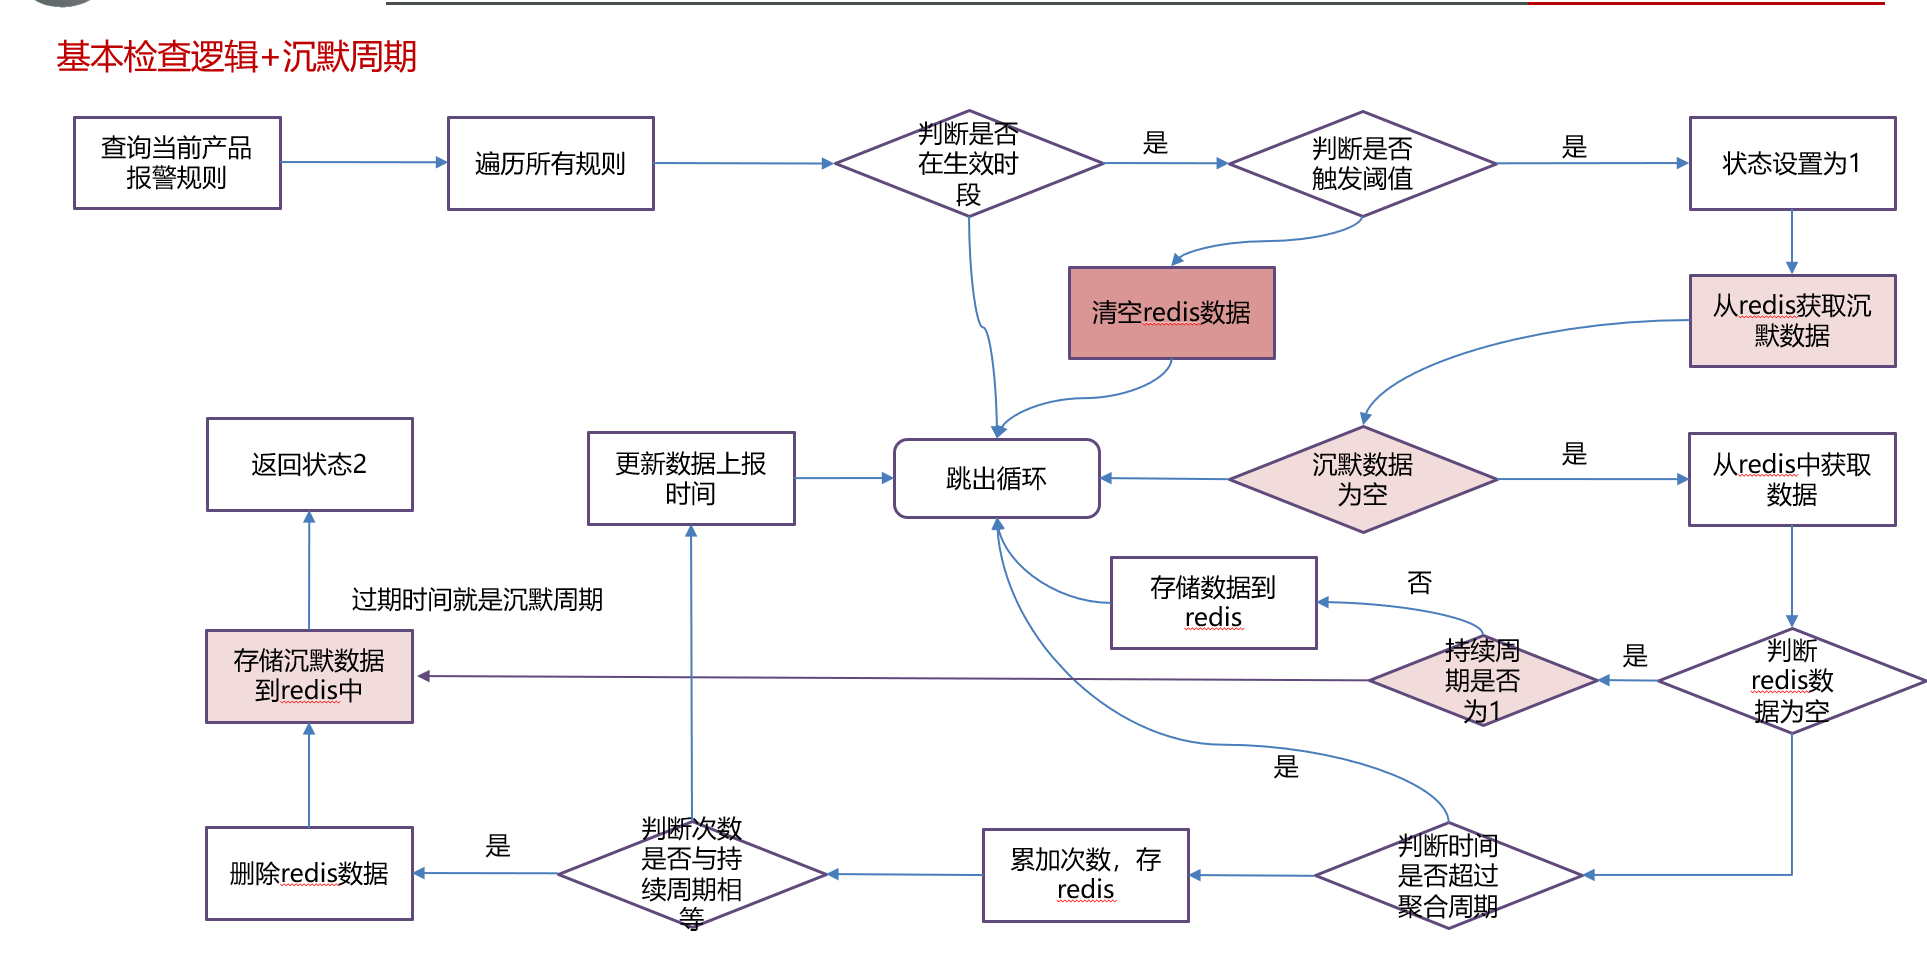 基本检查逻辑+沉默周期
查询当前产品
报警规则
遍历所有规则
判断是否
在生效时
段
是
判断是否
触发阈值
是
状态设置为1
清空redis数据
从redis获取沉
默数据
返回状态2
更新数据上报
时间
跳出循环
沉默数据
为空
是
从redis中获取
数据
过期时间就是沉默周期
存储数据到
redis
否
存储沉默数据
到redis中
持续周
期是否
为1
是
判断
redis数
据为空
是
删除redis数据
是
判断次数
是否与持
续周期相
等
累加次数，存
redis
判断时间
是否超过
聚合周期